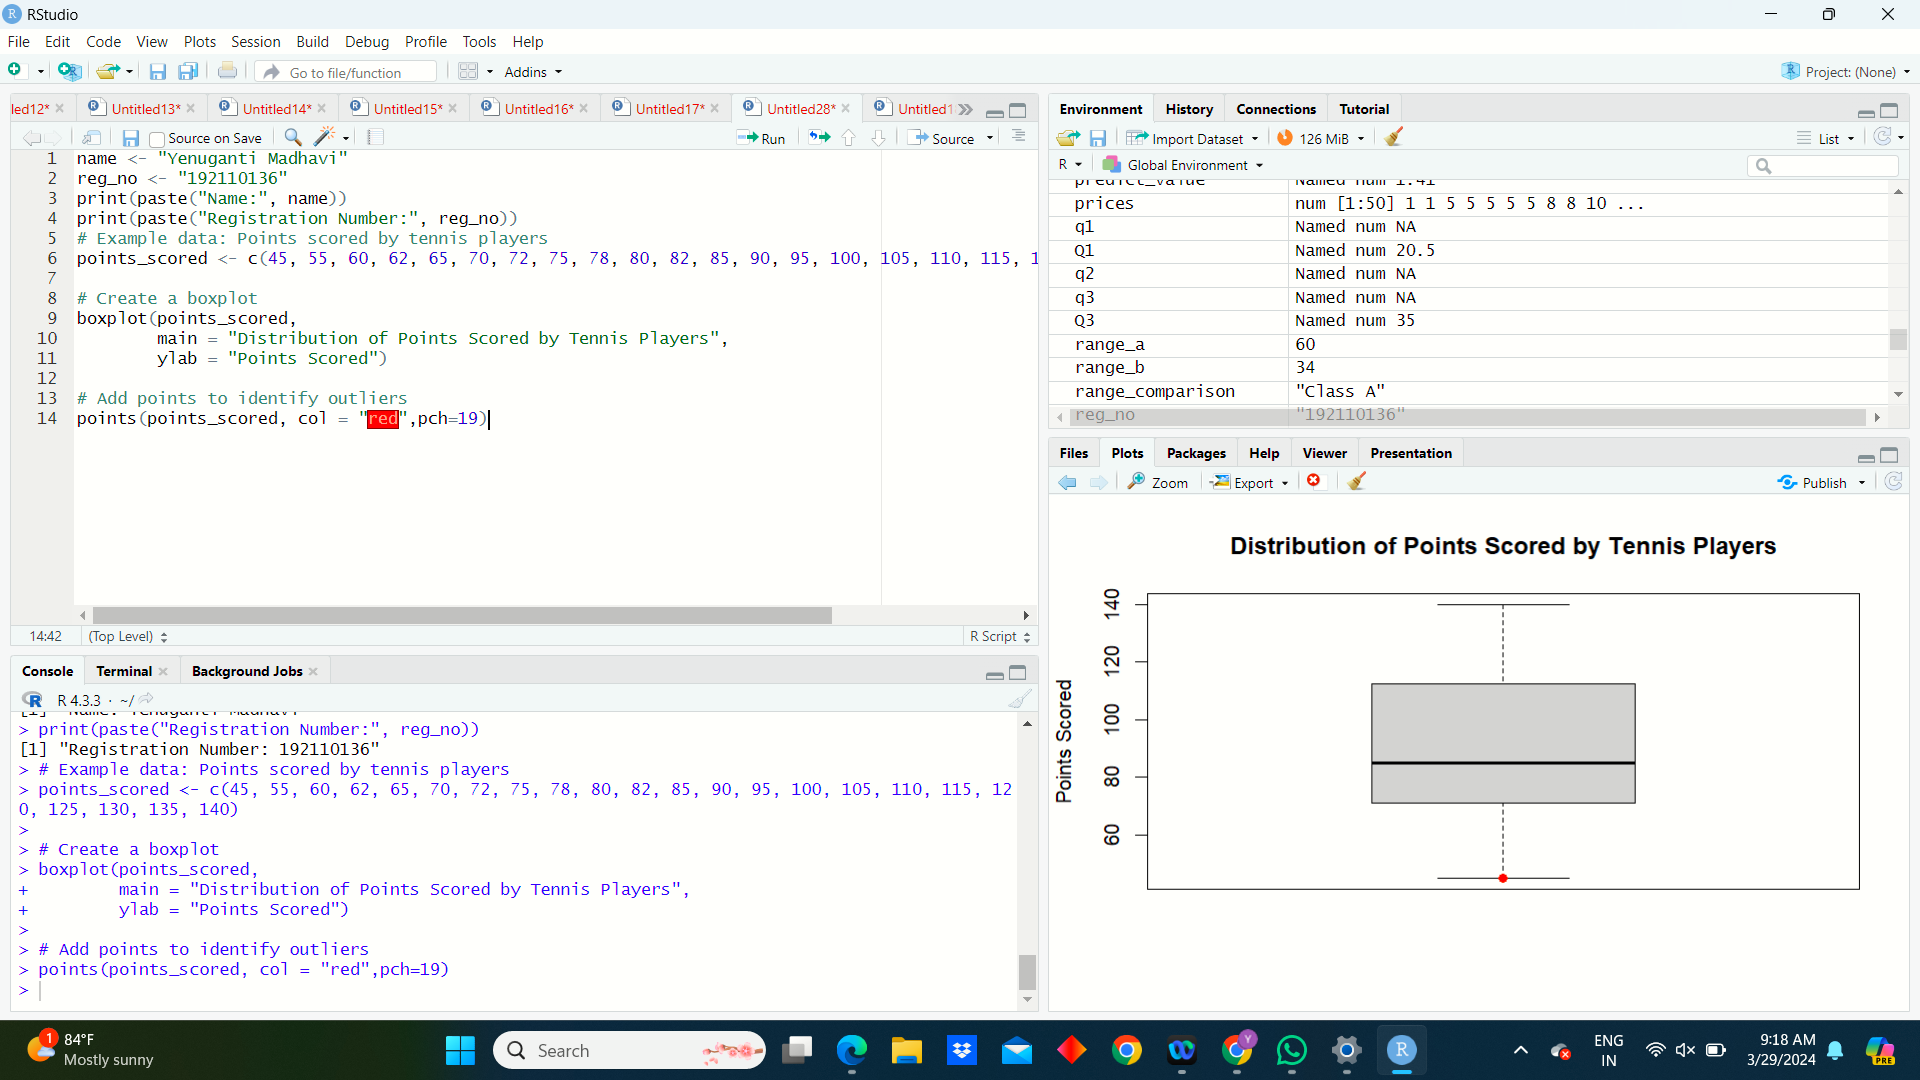 RStudio
File Edit Code View Plots Session Build Debug Profile Tools Help
Go to file/function Addins Project: (None)
led12* Untitled13* Untitled14* Untitled15* Untitled16* Untitled17* Untitled28* Untitled1
Source on Save Run Source
1 name <- "Yenuganti Madhavi"
2 reg_no <- "192110136"
3 print(paste("Name:", name))
4 print(paste("Registration Number:", reg_no))
5 # Example data: Points scored by tennis players
6 points_scored <- c(45, 55, 60, 62, 65, 70, 72, 75, 78, 80, 82, 85, 90, 95, 100, 105, 110, 115, 1
7
8 # Create a boxplot
9 boxplot(points_scored,
10 main = "Distribution of Points Scored by Tennis Players",
11 ylab = "Points Scored")
12
13 # Add points to identify outliers
14 points(points_scored, col = "red",pch=19)
14:42 (Top Level) R Script
Console Terminal Background Jobs
R 4.3.3 · ~/
[1] "Name: Yenuganti Madhavi"
> print(paste("Registration Number:", reg_no))
[1] "Registration Number: 192110136"
> # Example data: Points scored by tennis players
> points_scored <- c(45, 55, 60, 62, 65, 70, 72, 75, 78, 80, 82, 85, 90, 95, 100, 105, 110, 115, 12
0, 125, 130, 135, 140)
>
> # Create a boxplot
> boxplot(points_scored,
+ main = "Distribution of Points Scored by Tennis Players",
+ ylab = "Points Scored")
>
> # Add points to identify outliers
> points(points_scored, col = "red",pch=19)
>
Environment History Connections Tutorial
Import Dataset 126 MiB List
R Global Environment
predict_value Named num 1.41
prices num [1:50] 1 1 5 5 5 5 5 8 8 10 ...
q1 Named num NA
Q1 Named num 20.5
q2 Named num NA
q3 Named num NA
Q3 Named num 35
range_a 60
range_b 34
range_comparison "Class A"
reg_no "192110136"
Files Plots Packages Help Viewer Presentation
Zoom Export Publish
Distribution of Points Scored by Tennis Players
Points Scored
140
120
100
80
60
1
84°F
Mostly sunny
Search
Y
R
ENG
IN
9:18 AM
3/29/2024
PRE